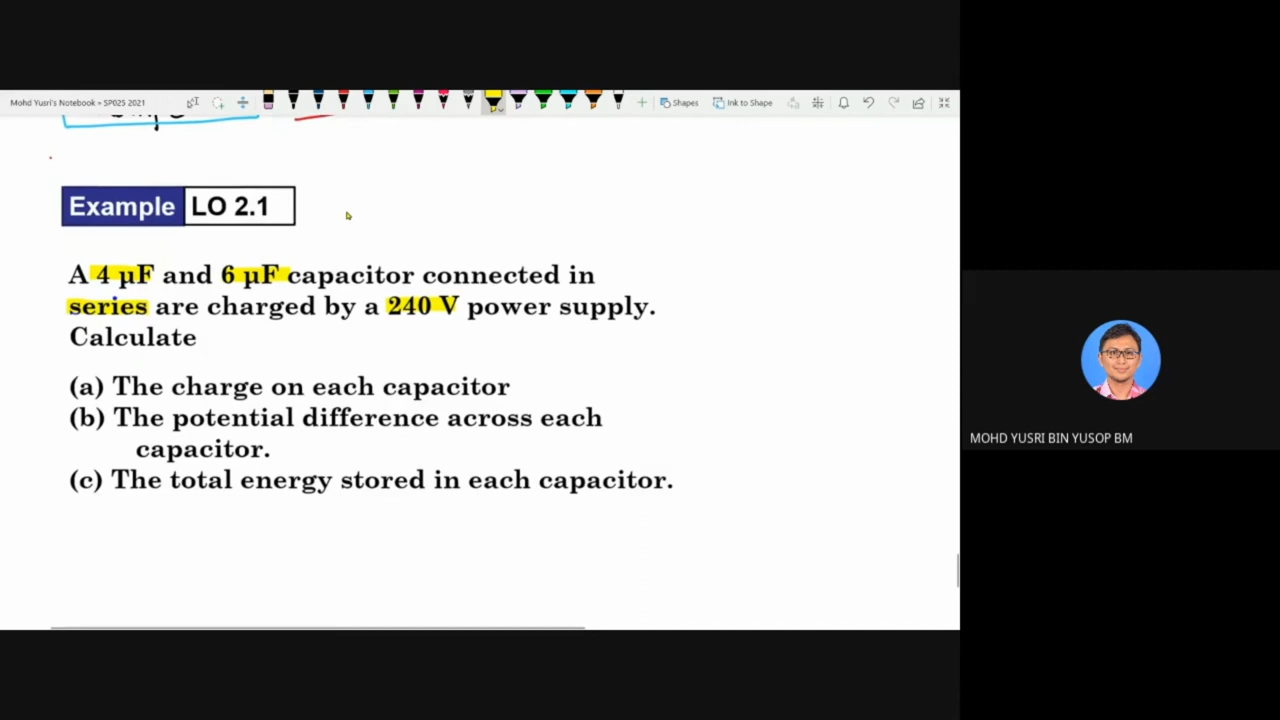 Mohd Yusri's Notebook » SP025 2021
Shapes
Ink to Shape
Example LO 2.1
A 4 µF and 6 µF capacitor connected in
series are charged by a 240 V power supply.
Calculate
(a) The charge on each capacitor
(b) The potential difference across each
capacitor.
(c) The total energy stored in each capacitor.
MOHD YUSRI BIN YUSOP BM